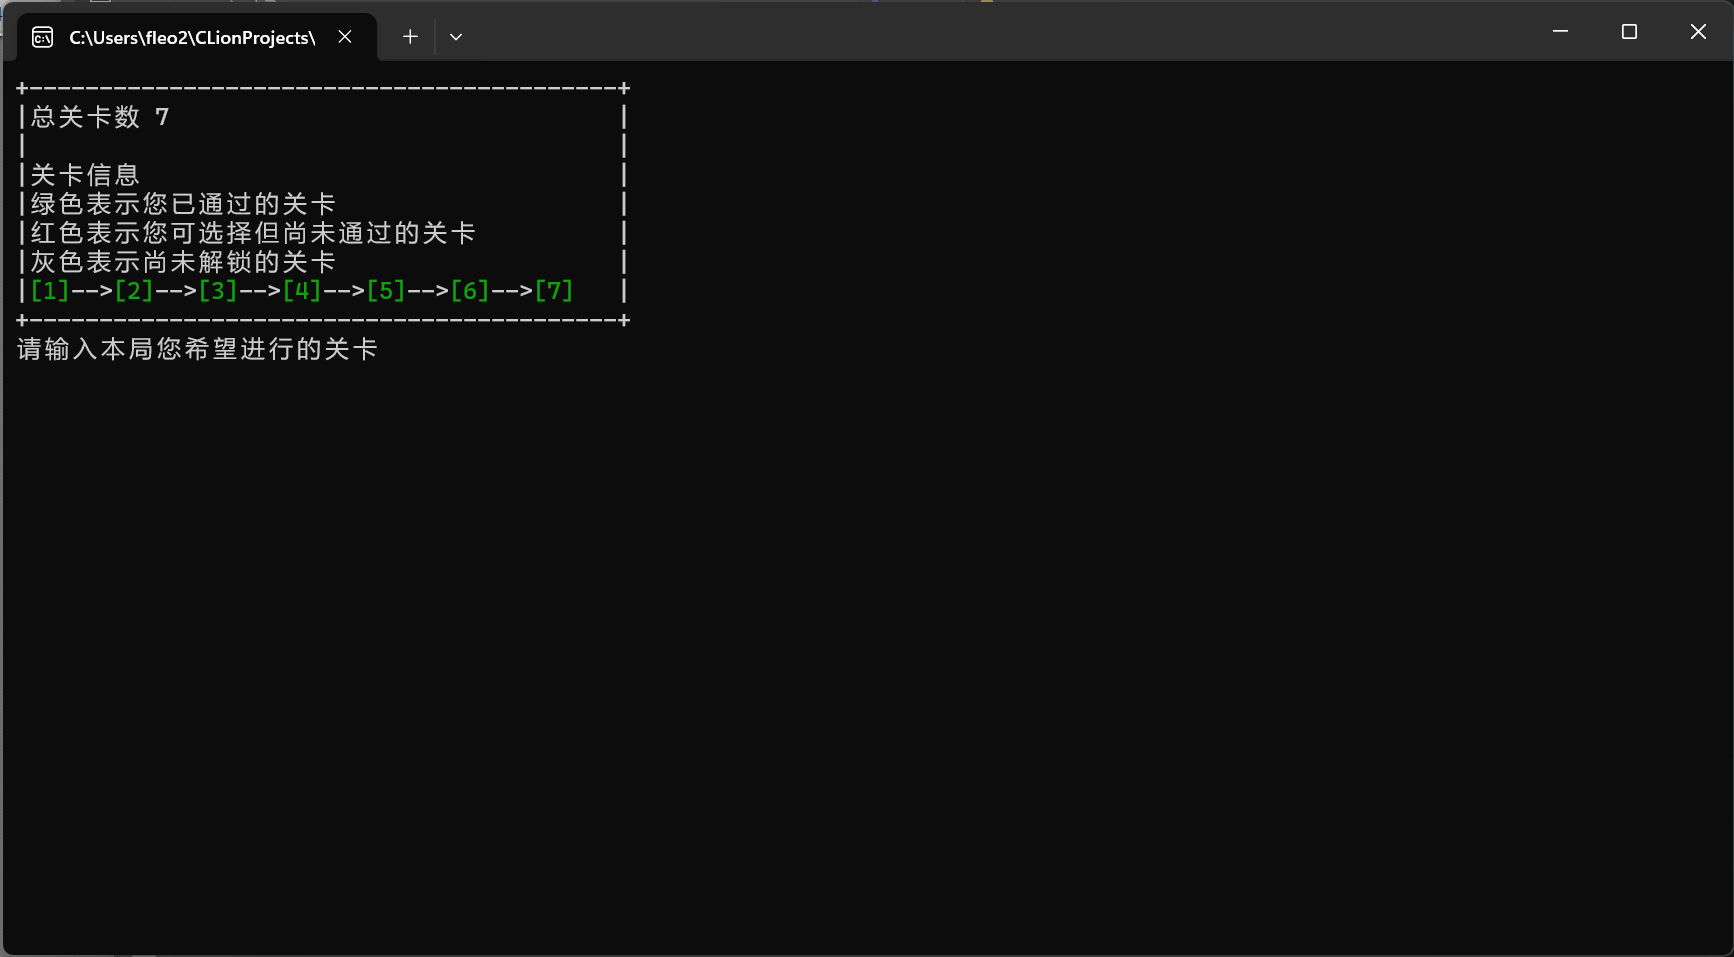 C:\Users\fleo2\CLionProjects\
+------------------------------------------+
|总关卡数 7                                |
|                                          |
|关卡信息                                  |
|绿色表示您已通过的关卡                    |
|红色表示您可选择但尚未通过的关卡          |
|灰色表示尚未解锁的关卡                    |
|[1]-->[2]-->[3]-->[4]-->[5]-->[6]-->[7]   |
+------------------------------------------+
请输入本局您希望进行的关卡